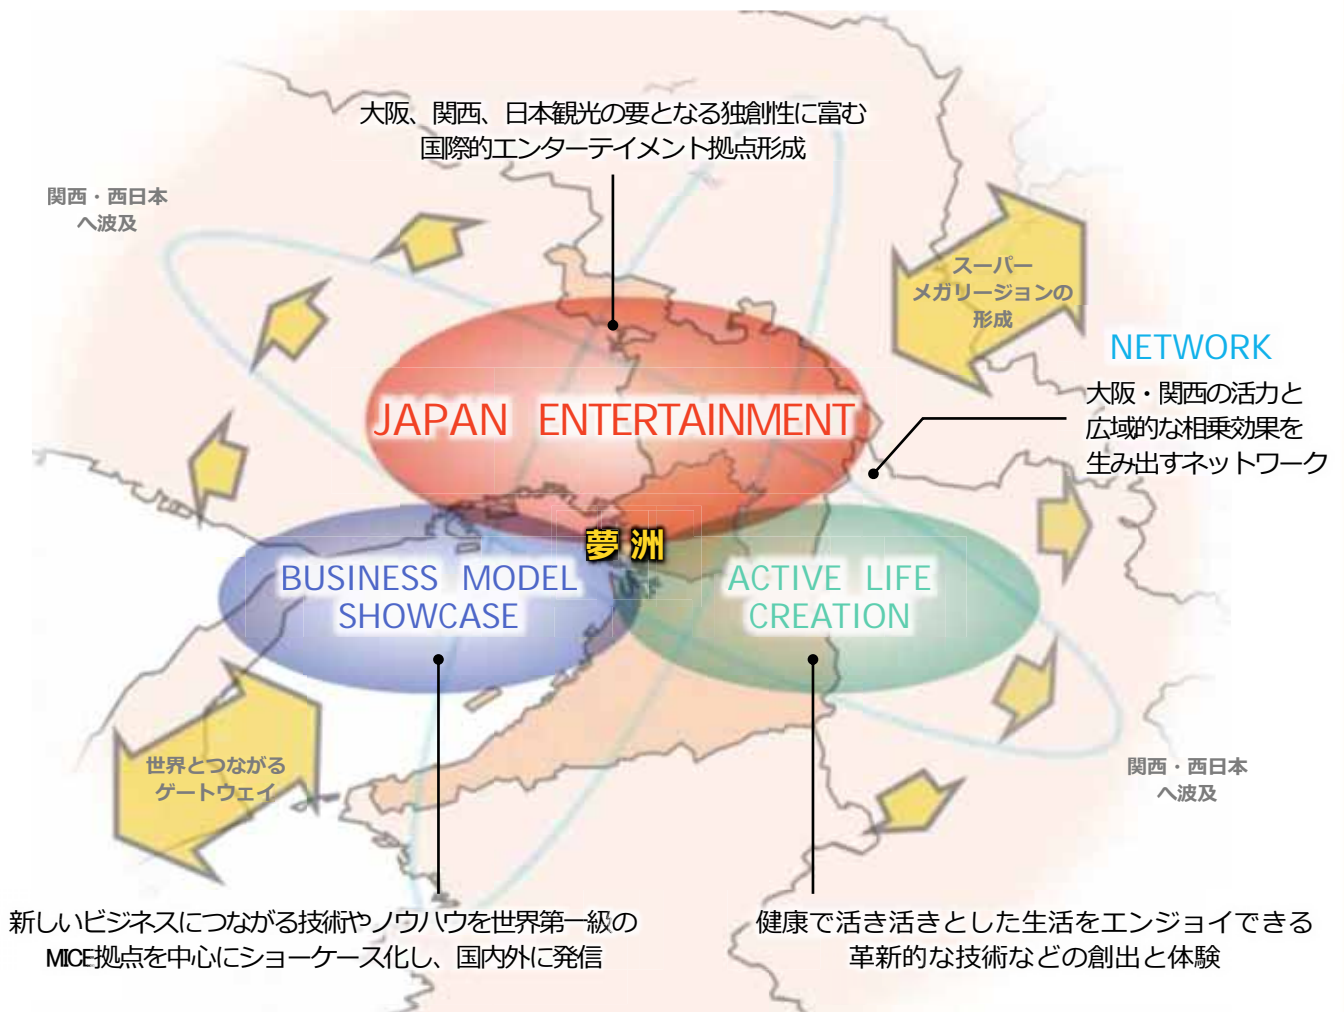 大阪、関西、日本観光の要となる独創性に富む
国際的エンターテイメント拠点形成
関西・西日本
へ波及
スーパー
メガリージョンの
形成
NETWORK
大阪・関西の活力と
広域的な相乗効果を
生み出すネットワーク
JAPAN ENTERTAINMENT
夢洲
BUSINESS MODEL
SHOWCASE
ACTIVE LIFE
CREATION
世界とつながる
ゲートウェイ
関西・西日本
へ波及
新しいビジネスにつながる技術やノウハウを世界第一級の
MICE拠点を中心にショーケース化し、国内外に発信
健康で活き活きとした生活をエンジョイできる
革新的な技術などの創出と体験